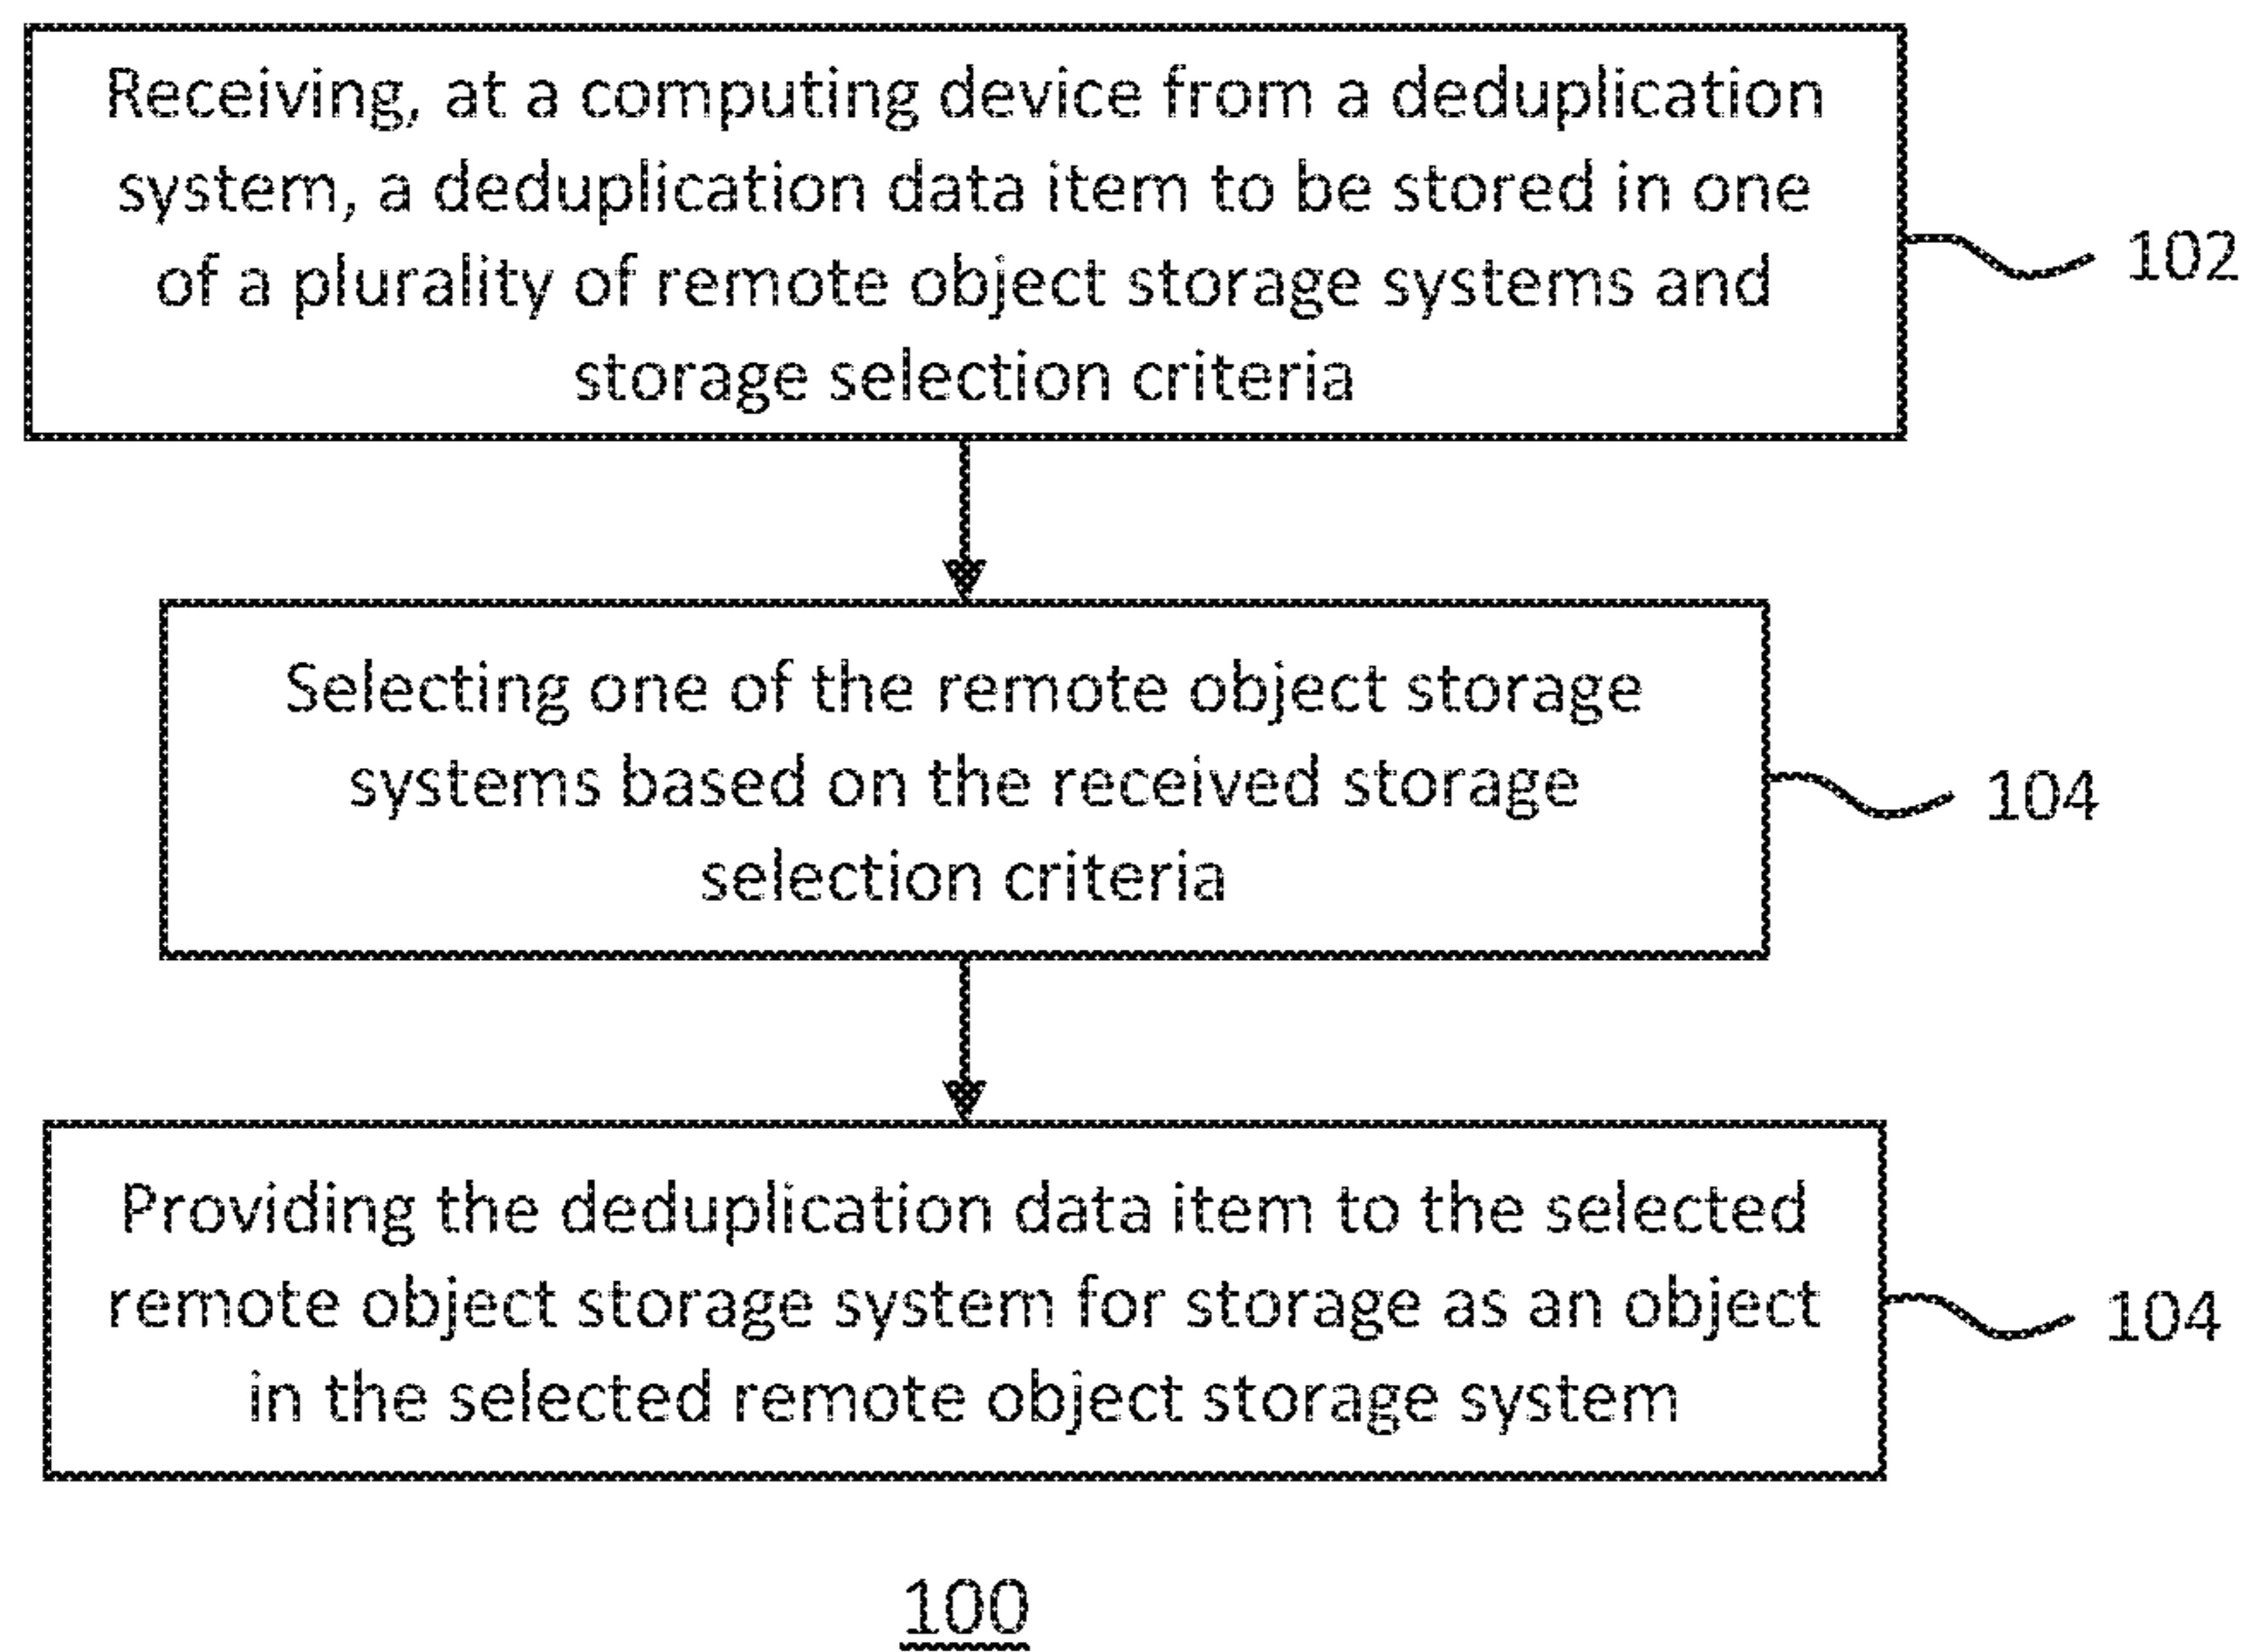 Receiving, at a computing device from a deduplication
system, a deduplication data item to be stored in one
of a plurality of remote object storage systems and
storage selection criteria
102
Selecting one of the remote object storage
systems based on the received storage
selection criteria
104
Providing the deduplication data item to the selected
remote object storage system for storage as an object
in the selected remote object storage system
104
100